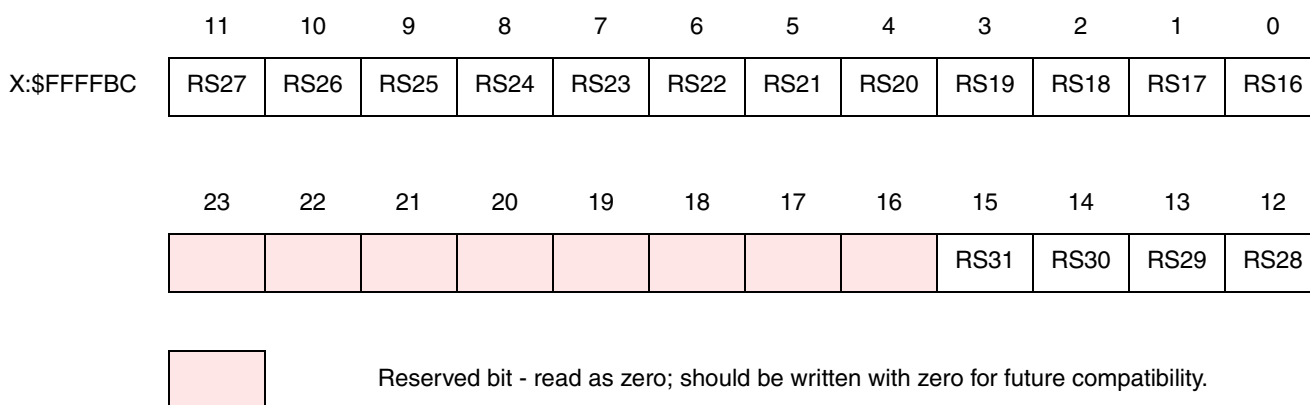 11 10 9 8 7 6 5 4 3 2 1 0
X:$FFFFBC RS27 RS26 RS25 RS24 RS23 RS22 RS21 RS20 RS19 RS18 RS17 RS16
23 22 21 20 19 18 17 16 15 14 13 12
RS31 RS30 RS29 RS28
Reserved bit - read as zero; should be written with zero for future compatibility.